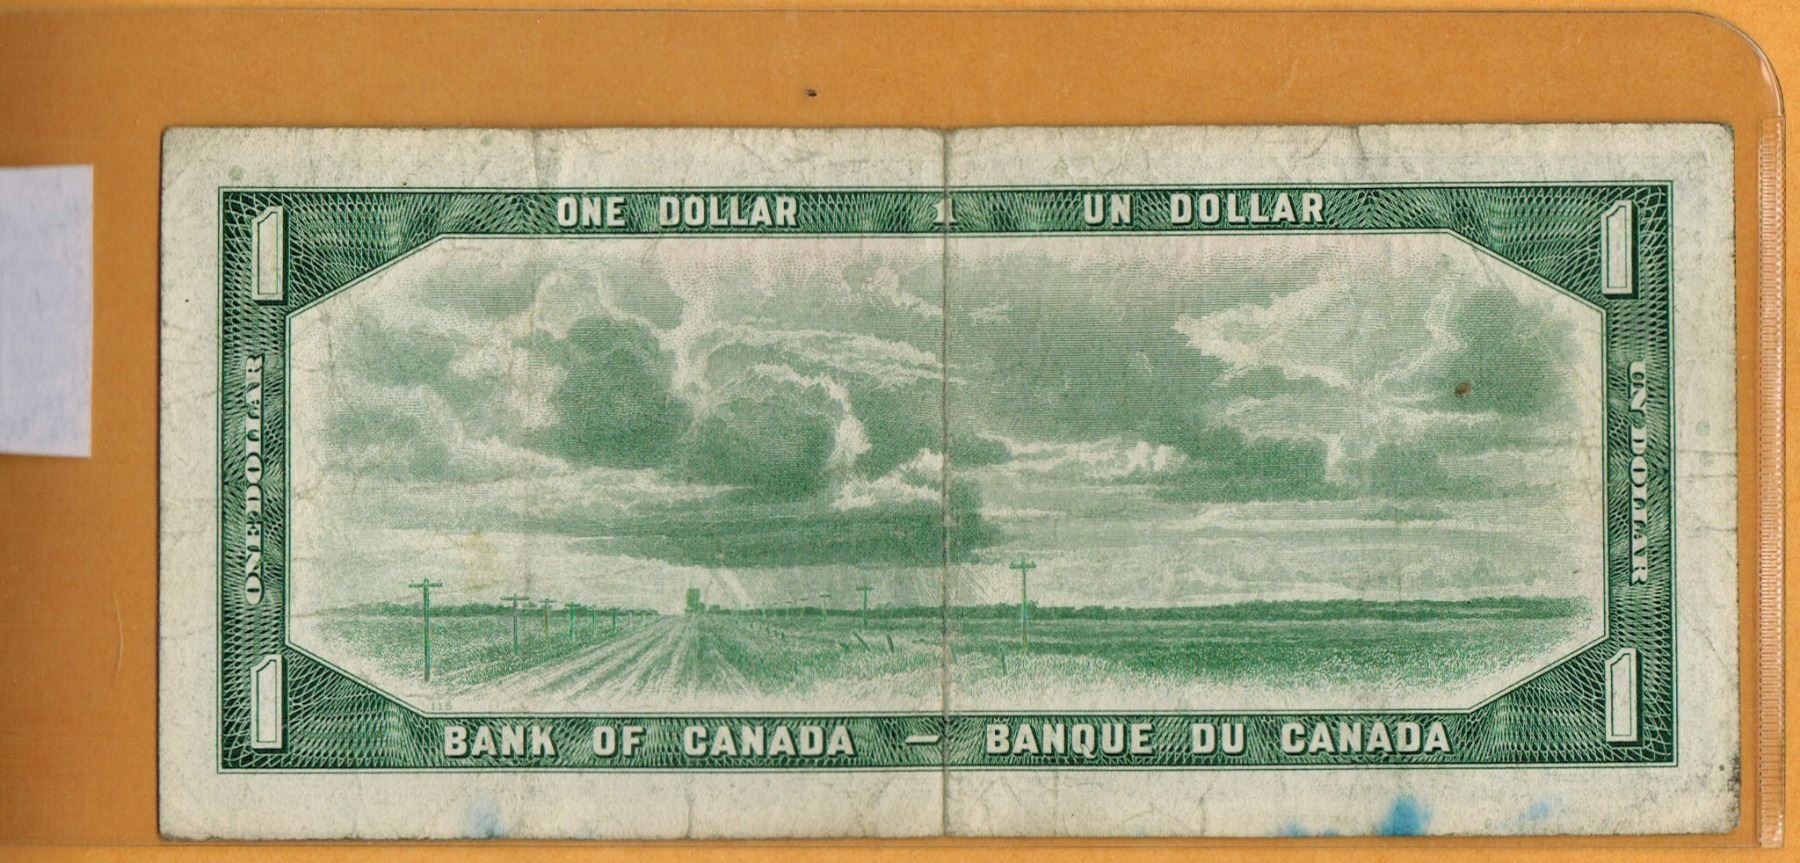 ONE DOLLAR 1 UN DOLLAR
1 1
ONE DOLLAR
UN DOLLAR
115
1 1
BANK OF CANADA – BANQUE DU CANADA